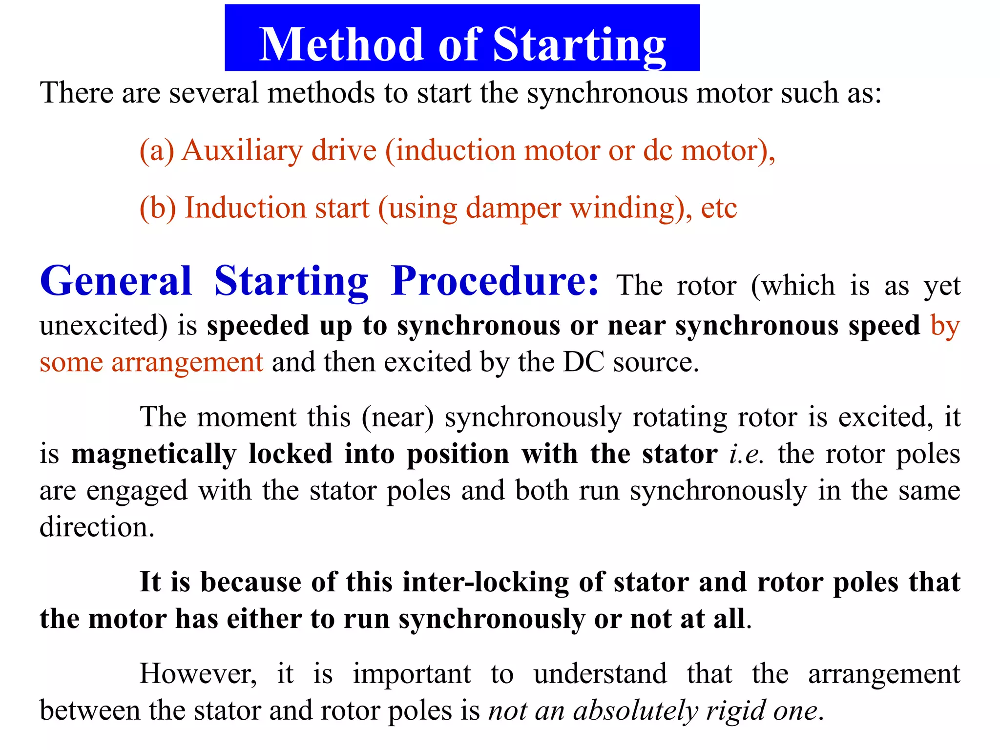 Method of Starting
There are several methods to start the synchronous motor such as:
(a) Auxiliary drive (induction motor or dc motor),
(b) Induction start (using damper winding), etc
General Starting Procedure: The rotor (which is as yet
unexcited) is speeded up to synchronous or near synchronous speed by
some arrangement and then excited by the DC source.
The moment this (near) synchronously rotating rotor is excited, it
is magnetically locked into position with the stator i.e. the rotor poles
are engaged with the stator poles and both run synchronously in the same
direction.
It is because of this inter-locking of stator and rotor poles that
the motor has either to run synchronously or not at all.
However, it is important to understand that the arrangement
between the stator and rotor poles is not an absolutely rigid one.